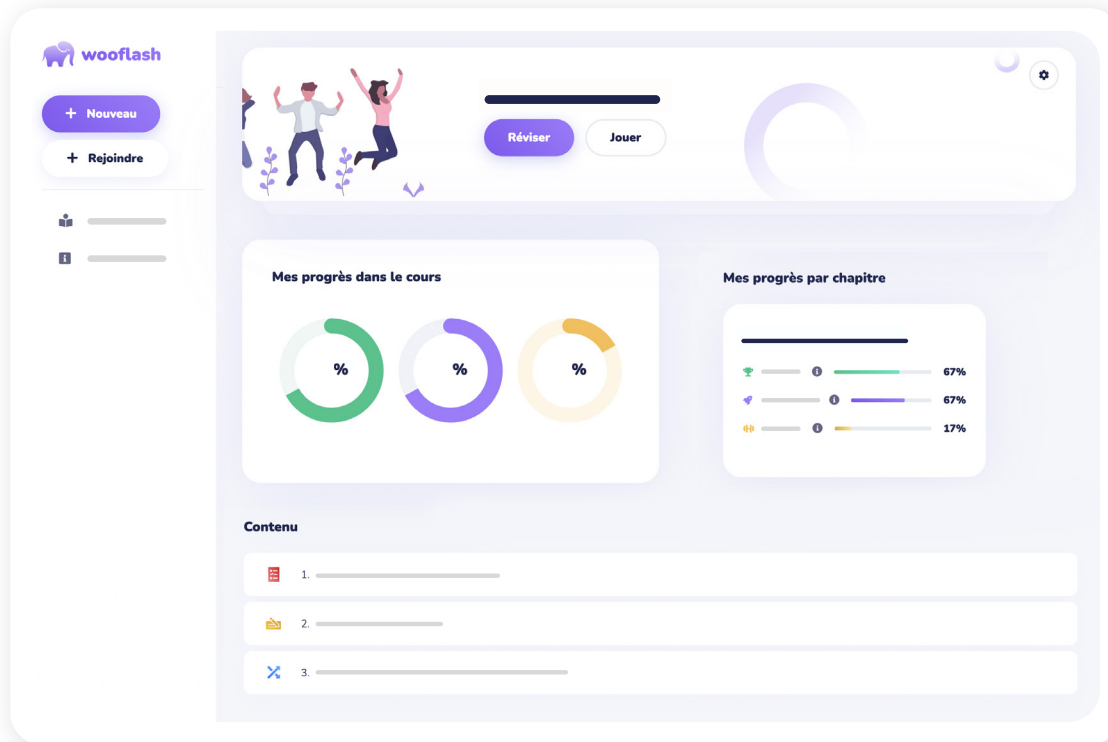 wooflash
+ Nouveau
+ Rejoindre
Réviser
Jouer
Mes progrès dans le cours
%
%
%
Mes progrès par chapitre
67%
67%
17%
Contenu
1.
2.
3.